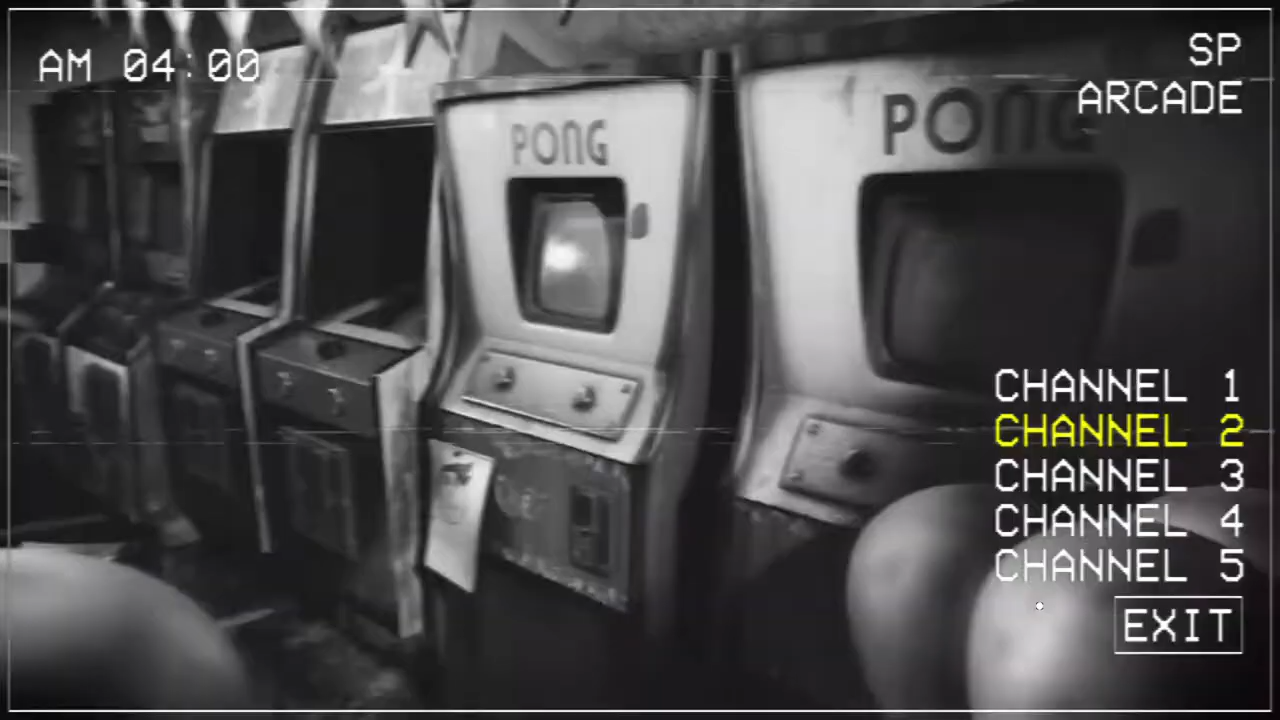 AM 04:00
SP
ARCADE
PONG
PONG
CHANNEL 1
CHANNEL 2
CHANNEL 3
CHANNEL 4
CHANNEL 5
EXIT